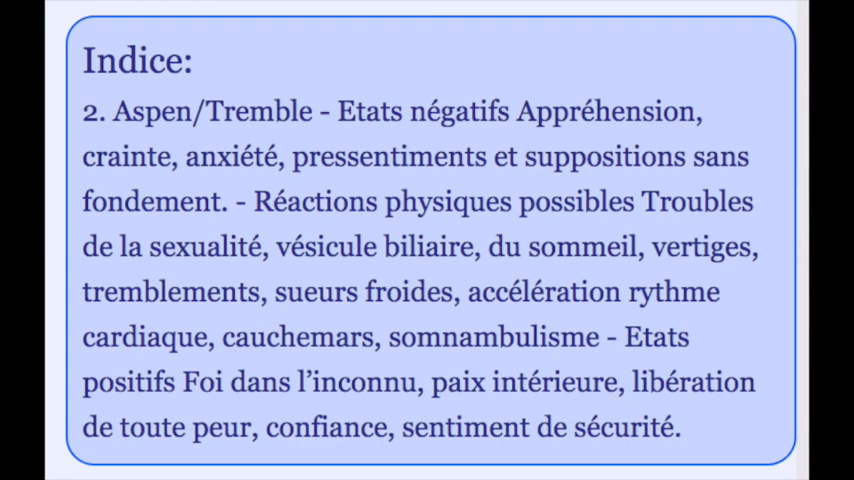 Indice:
2. Aspen/Tremble - Etats négatifs Appréhension,
crainte, anxiété, pressentiments et suppositions sans
fondement. - Réactions physiques possibles Troubles
de la sexualité, vésicule biliaire, du sommeil, vertiges,
tremblements, sueurs froides, accélération rythme
cardiaque, cauchemars, somnambulisme - Etats
positifs Foi dans l’inconnu, paix intérieure, libération
de toute peur, confiance, sentiment de sécurité.